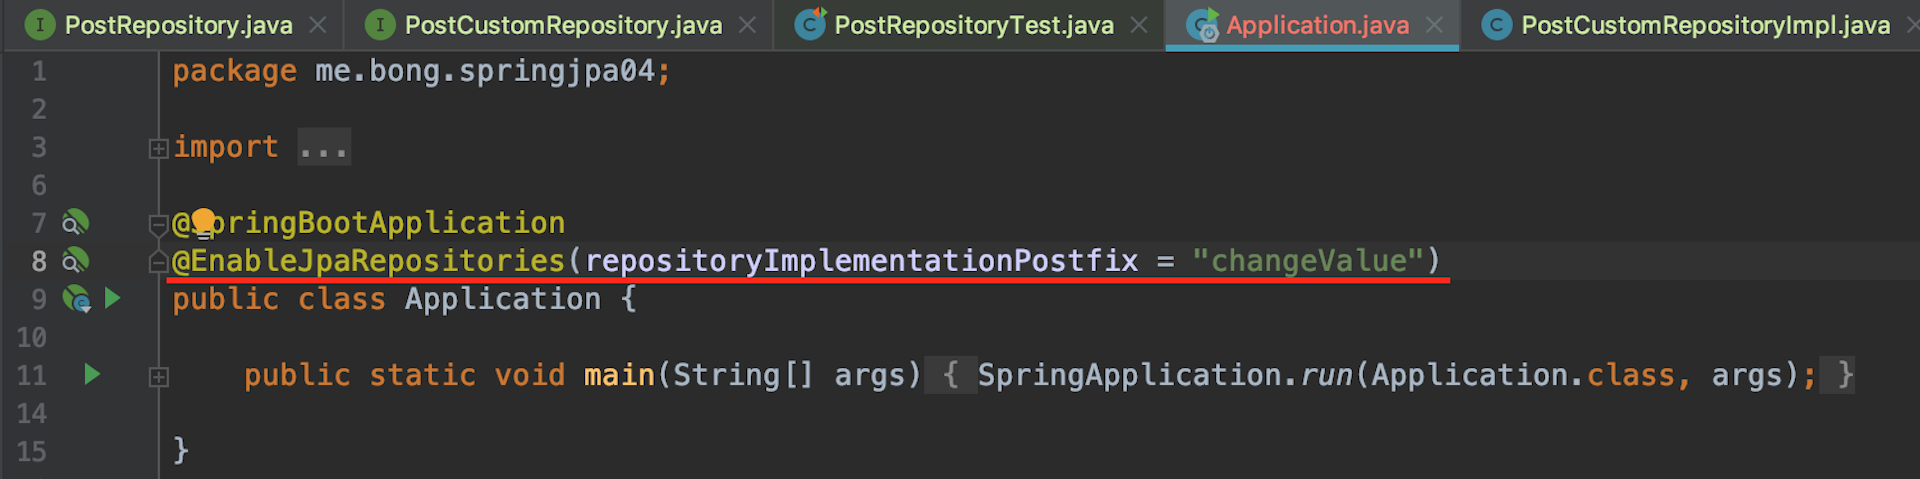 PostRepository.java PostCustomRepository.java PostRepositoryTest.java Application.java PostCustomRepositoryImpl.java
1 package me.bong.springjpa04;
2
3 import ...
6
7 @SpringBootApplication
8 @EnableJpaRepositories(repositoryImplementationPostfix = "changeValue")
9 public class Application {
10
11 public static void main(String[] args) { SpringApplication.run(Application.class, args); }
14
15 }